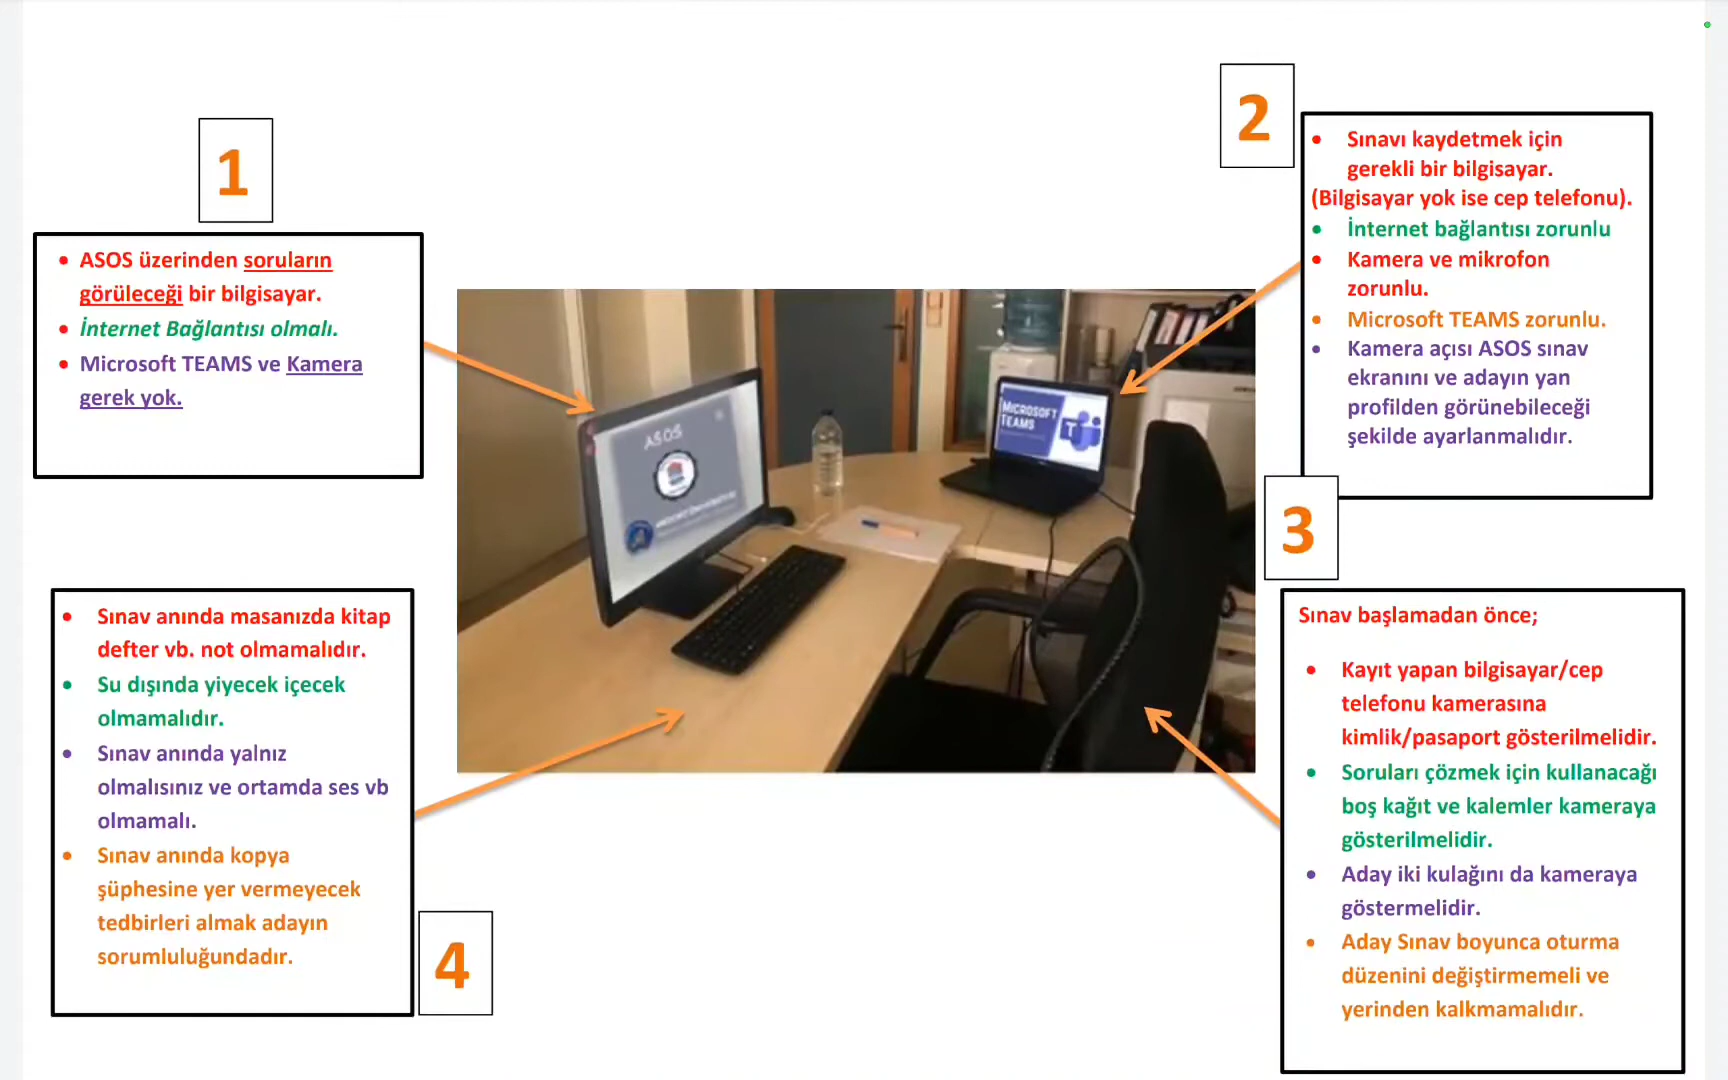 1
• ASOS üzerinden soruların
görüleceği bir bilgisayar.
• İnternet Bağlantısı olmalı.
• Microsoft TEAMS ve Kamera
gerek yok.
2
• Sınavı kaydetmek için
gerekli bir bilgisayar.
(Bilgisayar yok ise cep telefonu).
• İnternet bağlantısı zorunlu
• Kamera ve mikrofon
zorunlu.
• Microsoft TEAMS zorunlu.
• Kamera açısı ASOS sınav
ekranını ve adayın yan
profilden görünebileceği
şekilde ayarlanmalıdır.
ASOS
MICROSOFT
TEAMS
3
Sınav başlamadan önce;
• Kayıt yapan bilgisayar/cep
telefonu kamerasına
kimlik/pasaport gösterilmelidir.
• Soruları çözmek için kullanacağı
boş kağıt ve kalemler kameraya
gösterilmelidir.
• Aday iki kulağını da kameraya
göstermelidir.
• Aday Sınav boyunca oturma
düzenini değiştirmemeli ve
yerinden kalkmamalıdır.
• Sınav anında masanızda kitap
defter vb. not olmamalıdır.
• Su dışında yiyecek içecek
olmamalıdır.
• Sınav anında yalnız
olmalısınız ve ortamda ses vb
olmamalı.
• Sınav anında kopya
şüphesine yer vermeyecek
tedbirleri almak adayın
sorumluluğundadır.
4